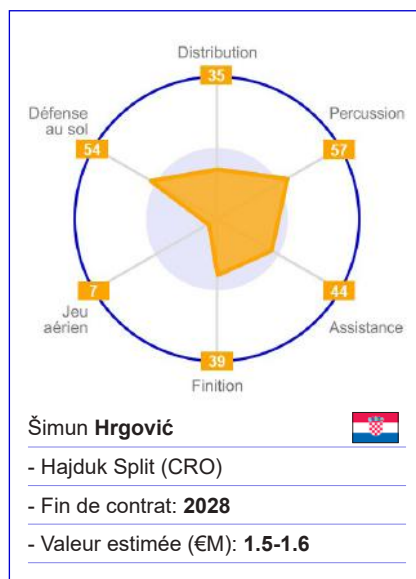 Distribution
35
Défense
au sol
54
Percussion
57
7
Jeu
aérien
44
Assistance
39
Finition
Šimun Hrgović
- Hajduk Split (CRO)
- Fin de contrat: 2028
- Valeur estimée (€M): 1.5-1.6